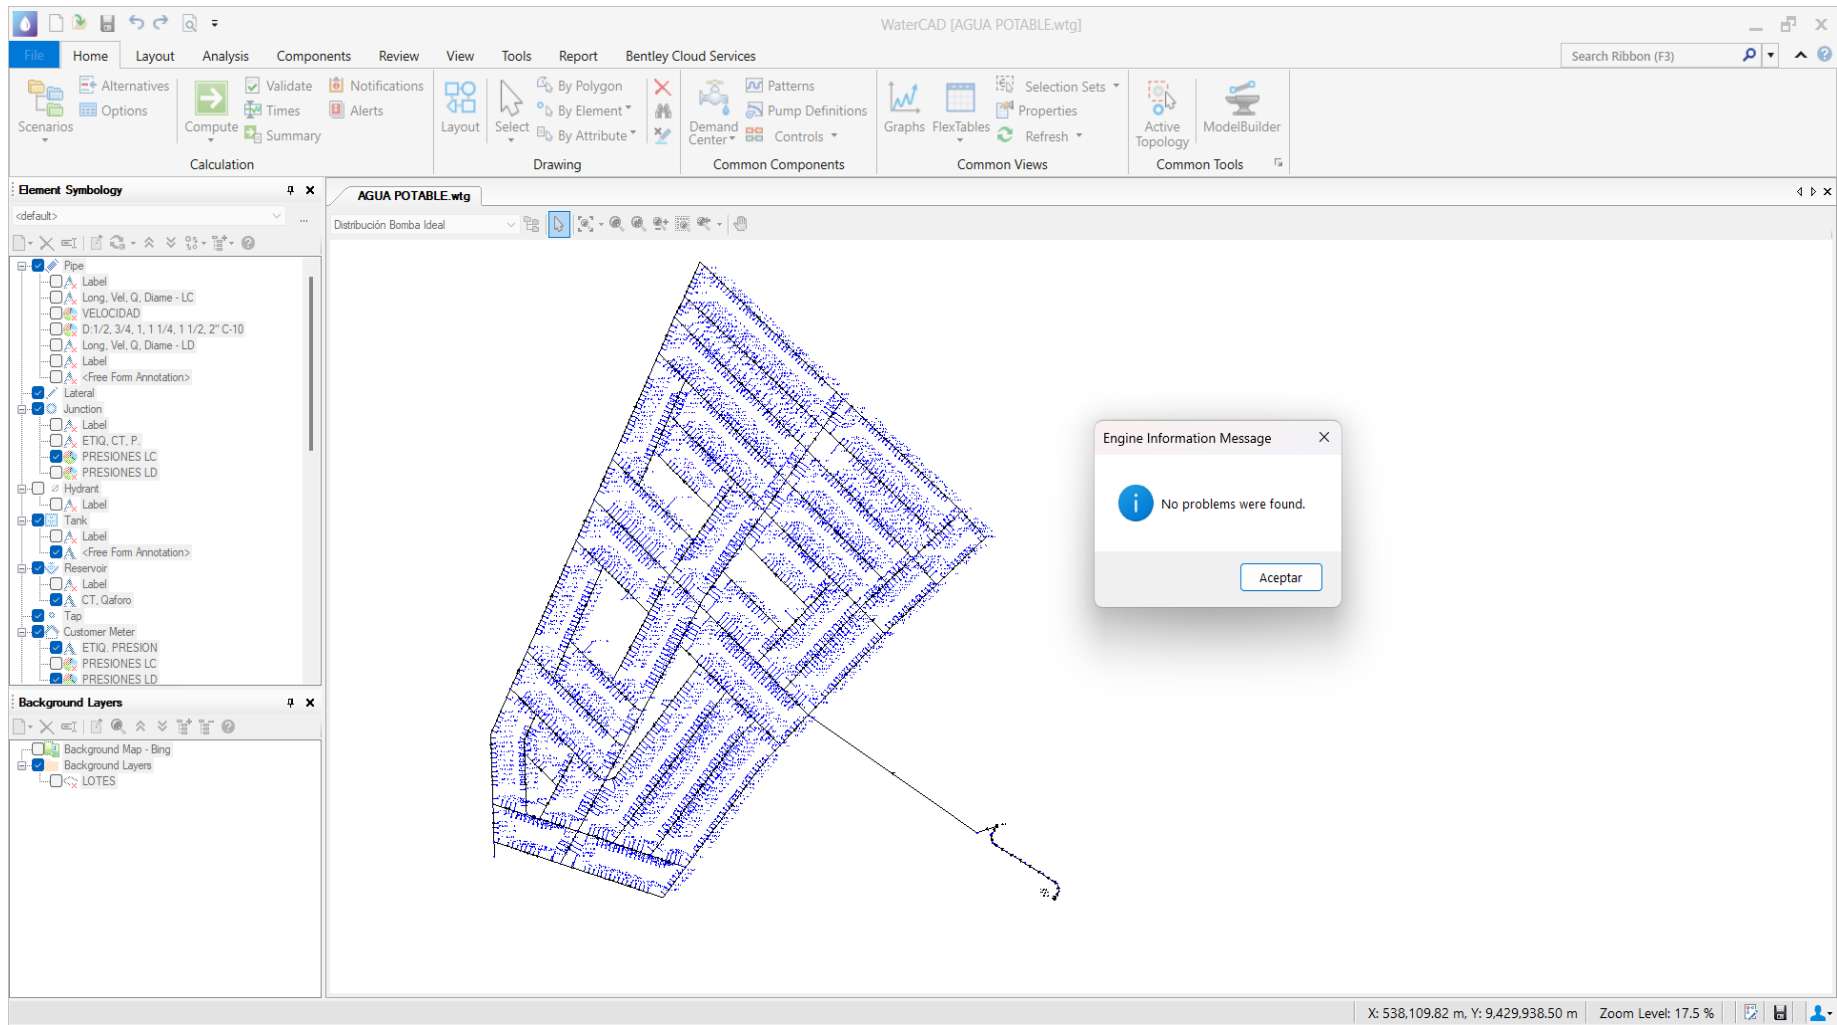 WaterCAD [AGUA POTABLE.wtg]
File Home Layout Analysis Components Review View Tools Report Bentley Cloud Services
Search Ribbon (F3)
Scenarios
Alternatives
Options
Compute
Validate
Times
Summary
Notifications
Alerts
Calculation
Layout
Select
By Polygon
By Element
By Attribute
Drawing
Demand Center
Patterns
Pump Definitions
Controls
Common Components
Graphs
FlexTables
Selection Sets
Properties
Refresh
Common Views
Active Topology
ModelBuilder
Common Tools
Element Symbology
<default>
...
Pipe
Label
Long, Vel, Q, Diame - LC
VELOCIDAD
D:1/2, 3/4, 1, 1 1/4, 1 1/2, 2" C-10
Long, Vel, Q, Diame - LD
Label
<Free Form Annotation>
Lateral
Junction
Label
ETIQ, CT, P.
PRESIONES LC
PRESIONES LD
Hydrant
Label
Tank
Label
<Free Form Annotation>
Reservoir
Label
CT, Qaforo
Tap
Customer Meter
ETIQ. PRESION
PRESIONES LC
PRESIONES LD
Background Layers
Background Map - Bing
Background Layers
LOTES
AGUA POTABLE.wtg
Distribución Bomba Ideal
Engine Information Message
No problems were found.
Aceptar
X: 538,109.82 m, Y: 9,429,938.50 m
Zoom Level: 17.5 %